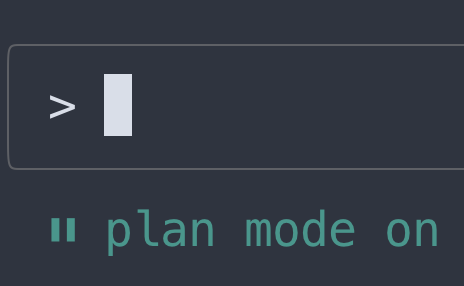 >
⏸ plan mode on